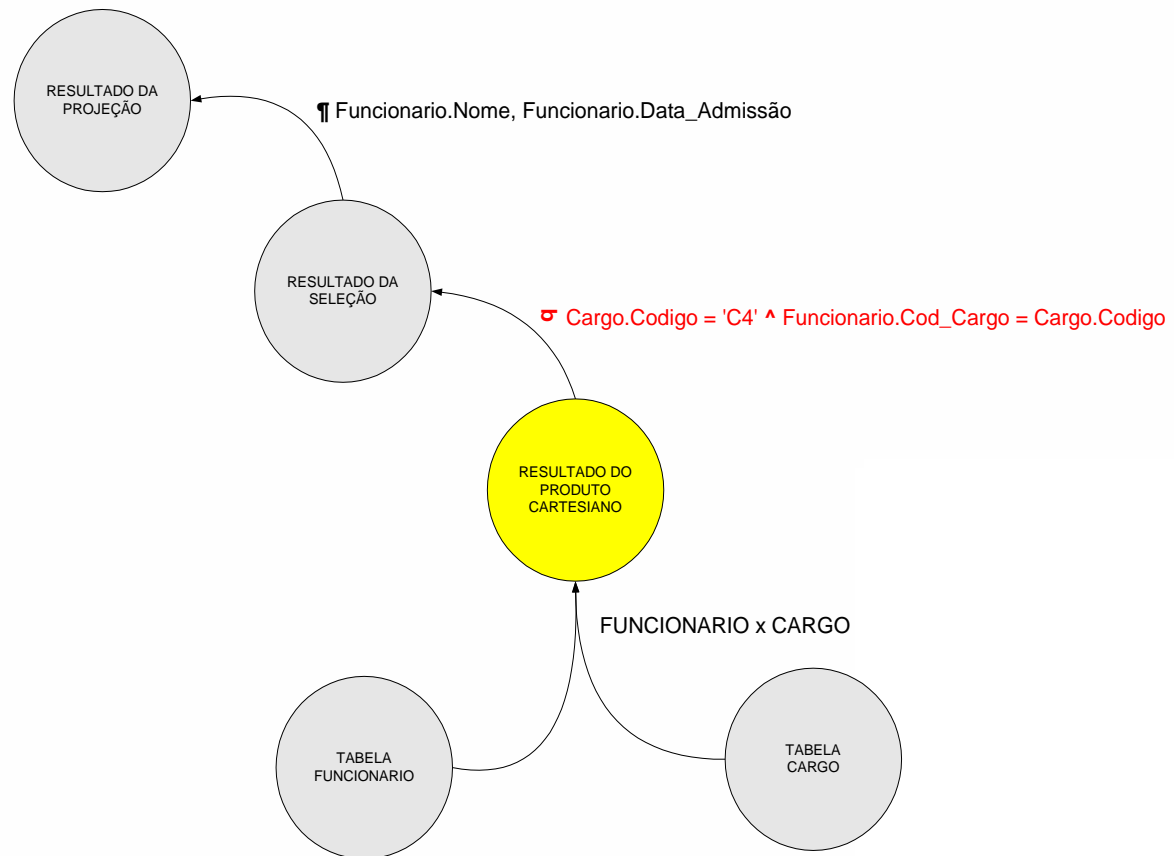 RESULTADO DA
PROJEÇÃO
¶ Funcionario.Nome, Funcionario.Data_Admissão
RESULTADO DA
SELEÇÃO
σ Cargo.Codigo = 'C4' ^ Funcionario.Cod_Cargo = Cargo.Codigo
RESULTADO DO
PRODUTO
CARTESIANO
FUNCIONARIO x CARGO
TABELA
FUNCIONARIO
TABELA
CARGO